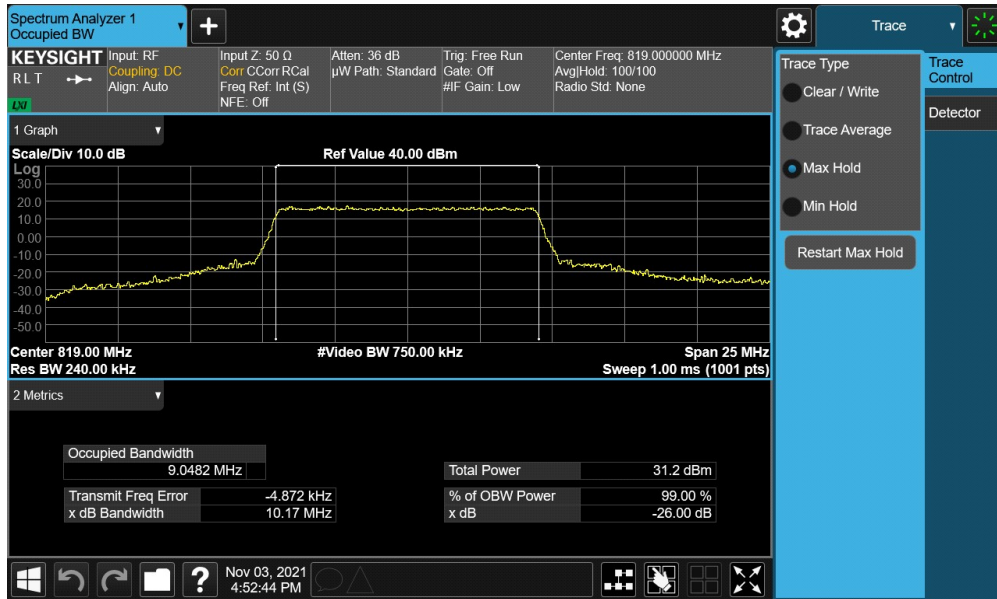 Spectrum Analyzer 1
Occupied BW
+
Trace
KEYSIGHT
R L T
LXI
Input: RF
Coupling: DC
Align: Auto
Input Z: 50 Ω
Corr CCorr RCal
Freq Ref: Int (S)
NFE: Off
Atten: 36 dB
µW Path: Standard
Trig: Free Run
Gate: Off
#IF Gain: Low
Center Freq: 819.000000 MHz
Avg|Hold: 100/100
Radio Std: None
Trace Type
Clear / Write
Trace Average
Max Hold
Min Hold
Restart Max Hold
Trace
Control
Detector
1 Graph
Scale/Div 10.0 dB
Ref Value 40.00 dBm
Log
30.0
20.0
10.0
0.00
-10.0
-20.0
-30.0
-40.0
-50.0
Center 819.00 MHz
#Video BW 750.00 kHz
Span 25 MHz
Res BW 240.00 kHz
Sweep 1.00 ms (1001 pts)
2 Metrics
Occupied Bandwidth
9.0482 MHz
Total Power 31.2 dBm
Transmit Freq Error -4.872 kHz
% of OBW Power 99.00 %
x dB Bandwidth 10.17 MHz
x dB -26.00 dB
?
Nov 03, 2021
4:52:44 PM